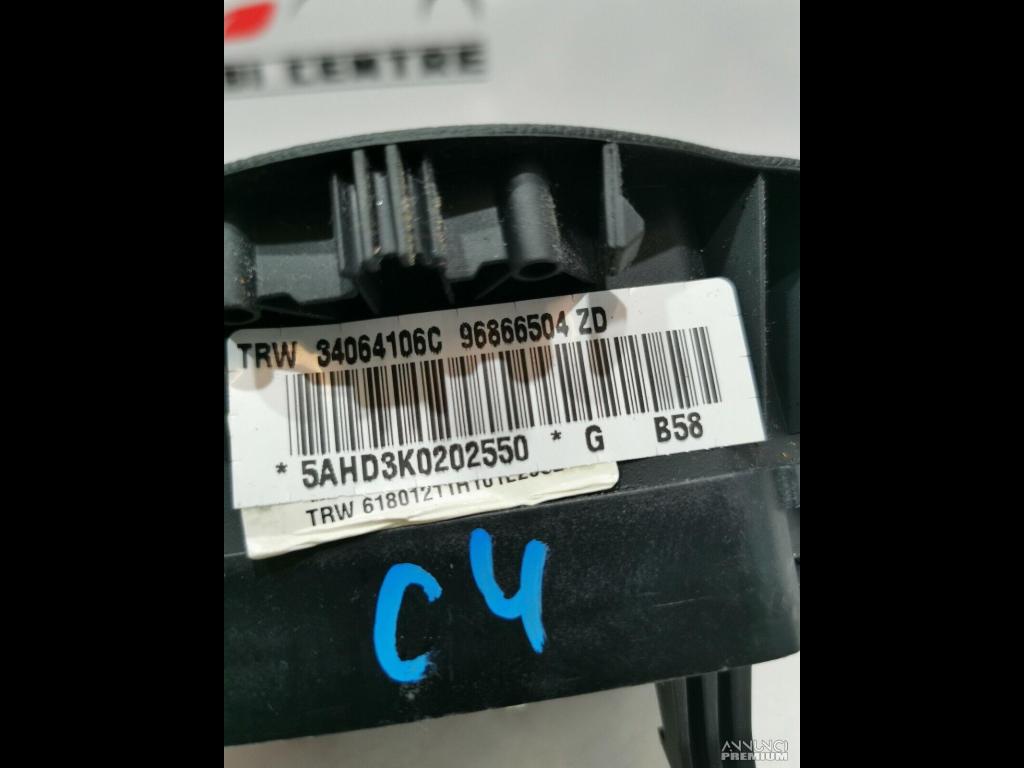 CENTRE
TRW 34064106C 96866504 ZD
*5AHD3K0202550* G B58
TRW
C4
ANNUNCI
PREMIUM